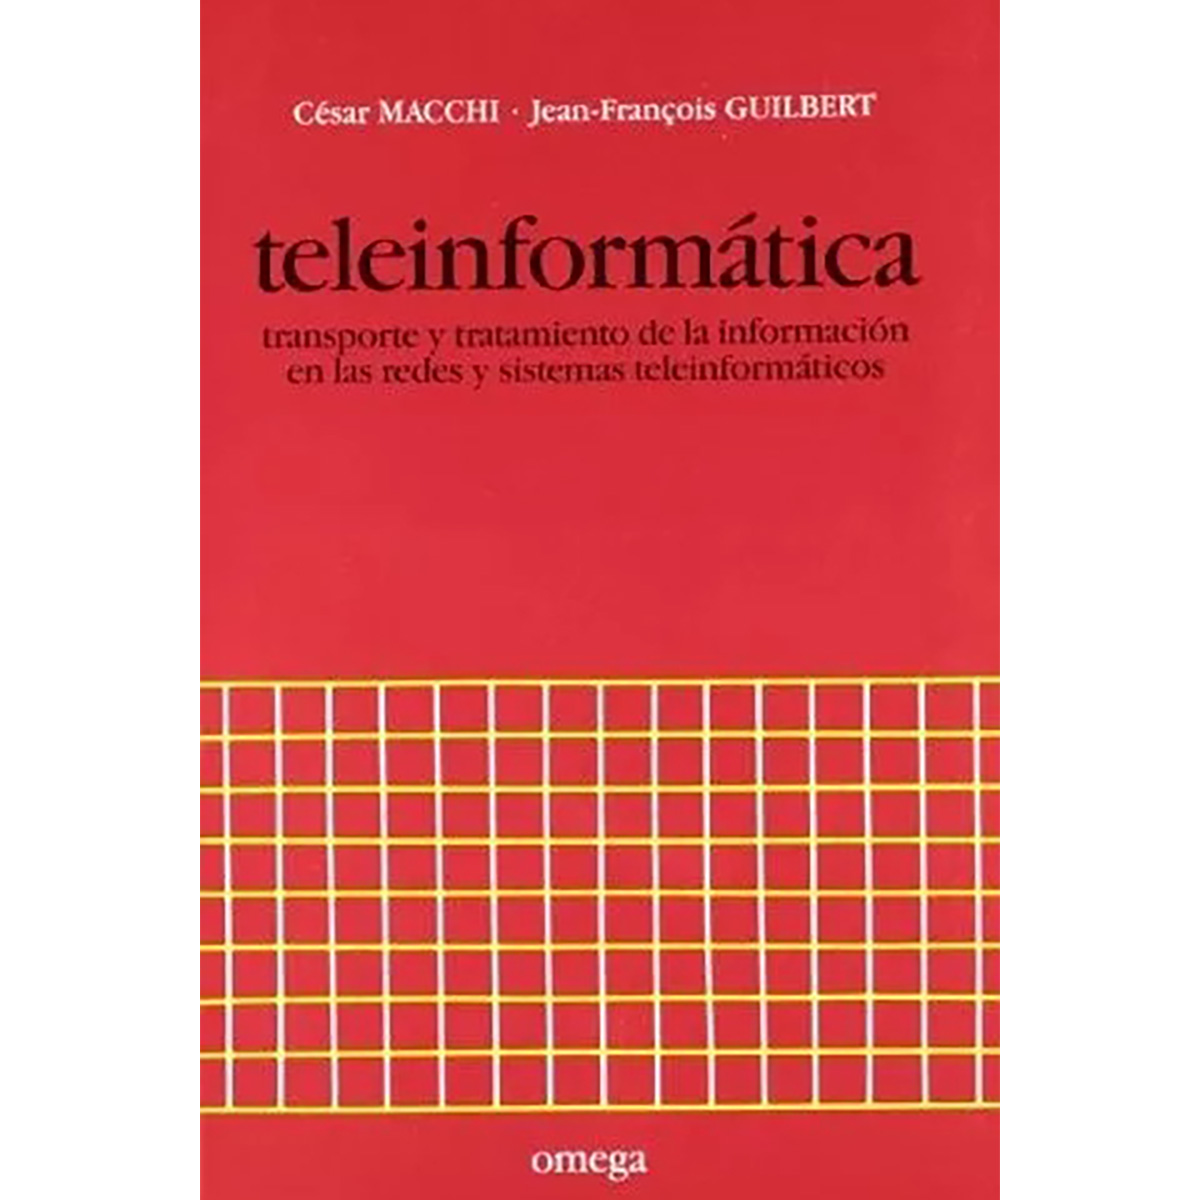 César MACCHI · Jean-François GUILBERT
teleinformática
transporte y tratamiento de la información
en las redes y sistemas teleinformáticos
omega